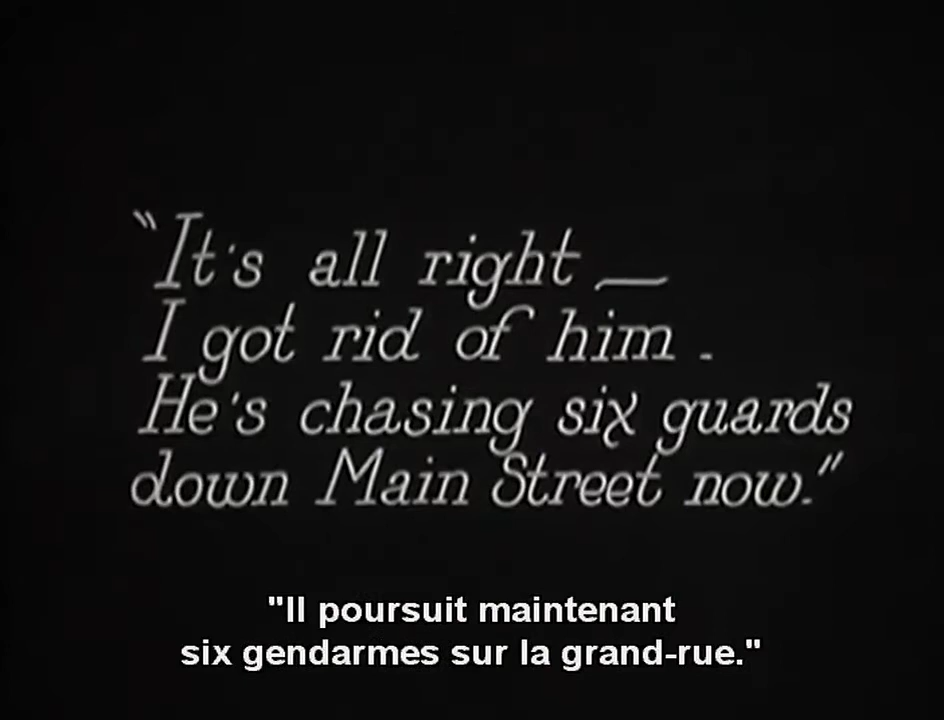 "It's all right —
I got rid of him.
He's chasing six guards
down Main Street now."
"Il poursuit maintenant
six gendarmes sur la grand-rue."